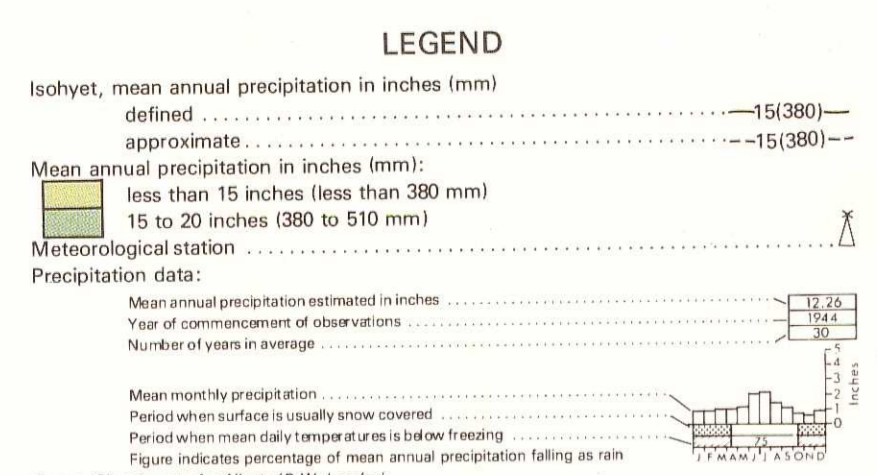 LEGEND
Isohyet, mean annual precipitation in inches (mm)
defined ......... 15(380)
approximate ......... 15(380)
Mean annual precipitation in inches (mm):
less than 15 inches (less than 380 mm)
15 to 20 inches (380 to 510 mm)
Meteorological station .........
Precipitation data:
Mean annual precipitation estimated in inches ......... 12.26
Year of commencement of observations ......... 1944
Number of years in average ......... 30
5
4
3
2
1
0
Inches
Mean monthly precipitation .........
Period when surface is usually snow covered .........
Period when mean daily temperatures is below freezing ......... 75
Figure indicates percentage of mean annual precipitation falling as rain
J F M A M J J A S O N D